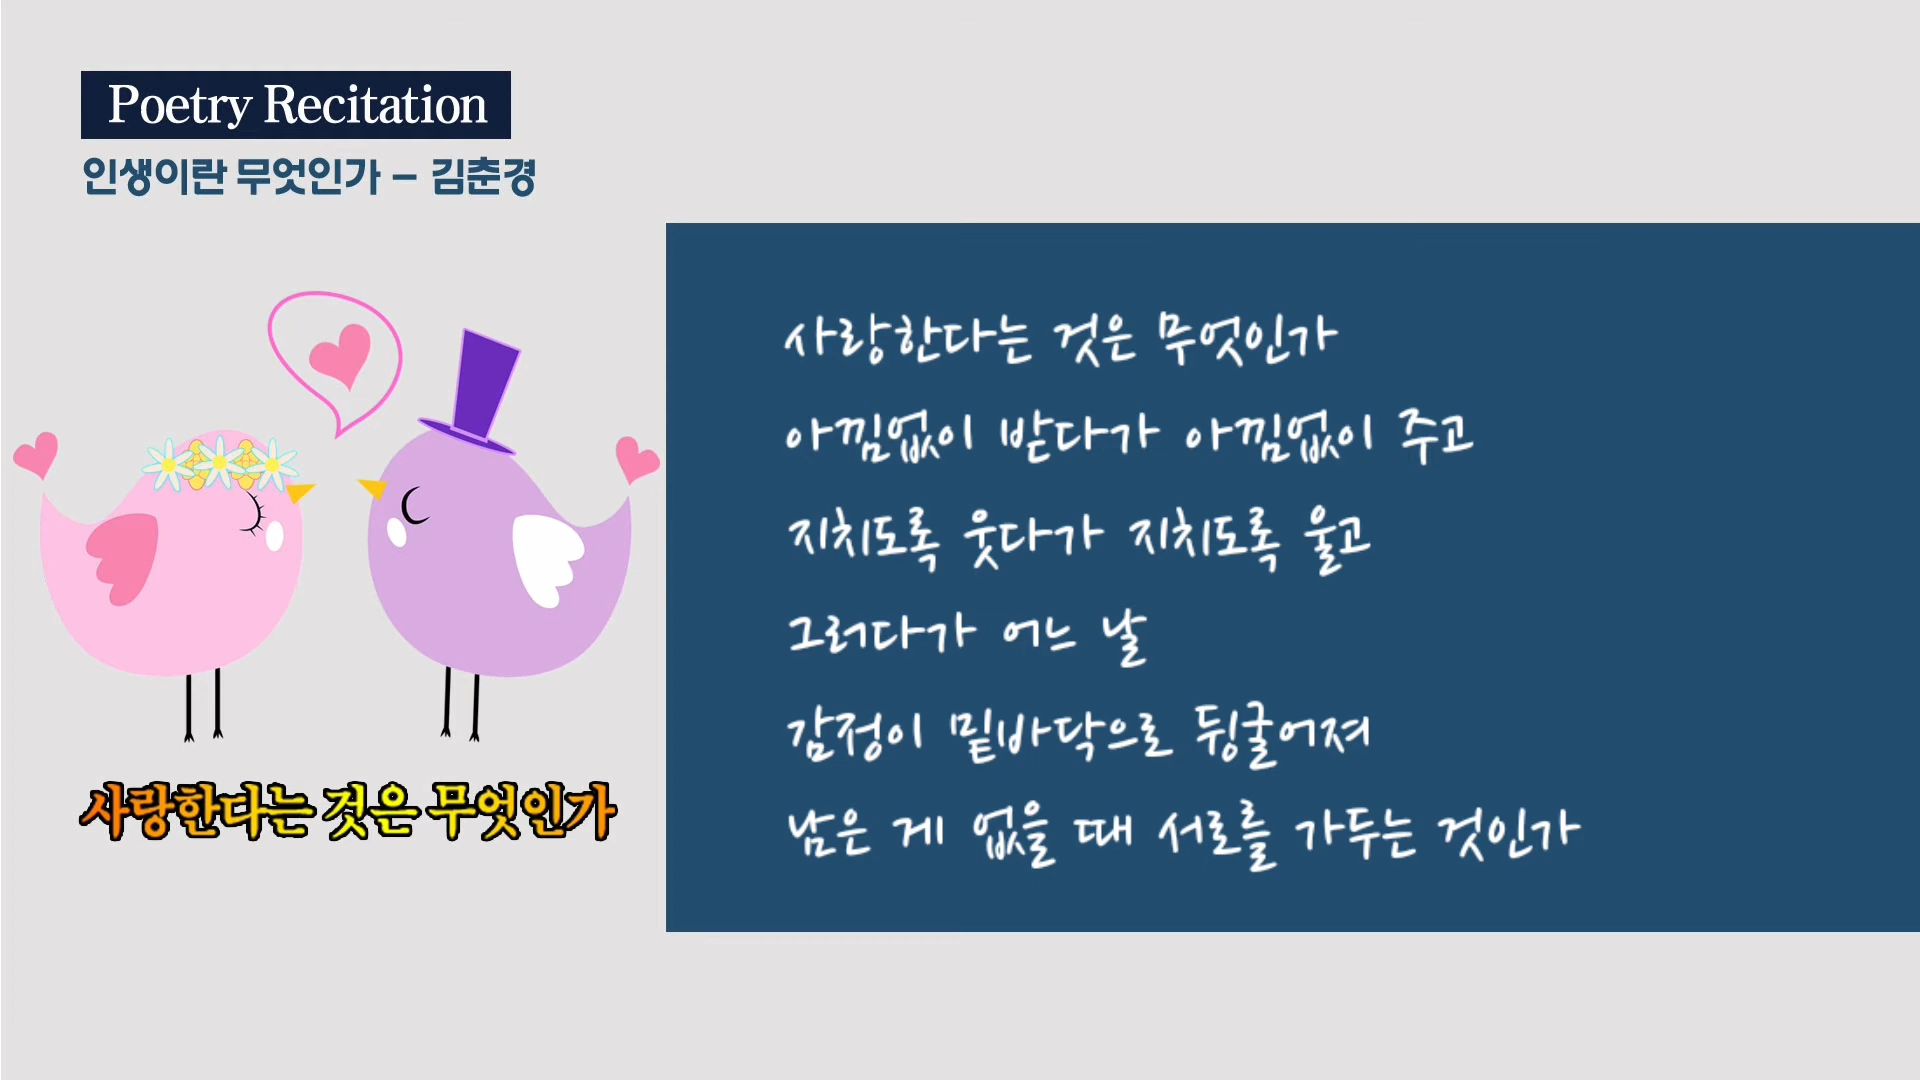 Poetry Recitation
인생이란 무엇인가 – 김춘경
사랑한다는 것은 무엇인가
아낌없이 받다가 아낌없이 주고
지치도록 웃다가 지치도록 울고
그러다가 어느 날
감정이 밑바닥으로 뒹굴어져
남은 게 없을 때 서로를 가두는 것인가
사랑한다는 것은 무엇인가